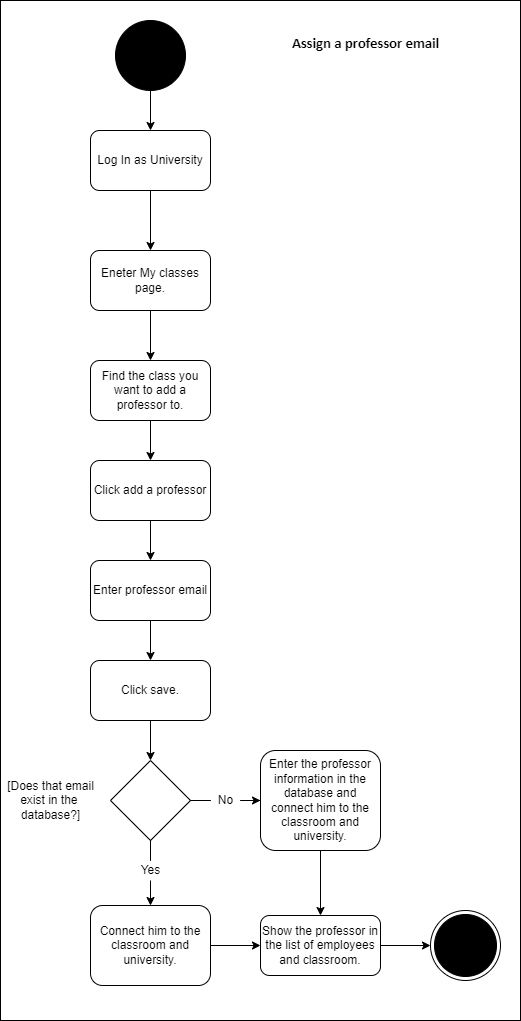 Assign a professor email
Log In as University
Eneter My classes
page.
Find the class you
want to add a
professor to.
Click add a professor
Enter professor email
Click save.
[Does that email
exist in the
database?]
No
Enter the professor
information in the
database and
connect him to the
classroom and
university.
Yes
Connect him to the
classroom and
university.
Show the professor in
the list of employees
and classroom.